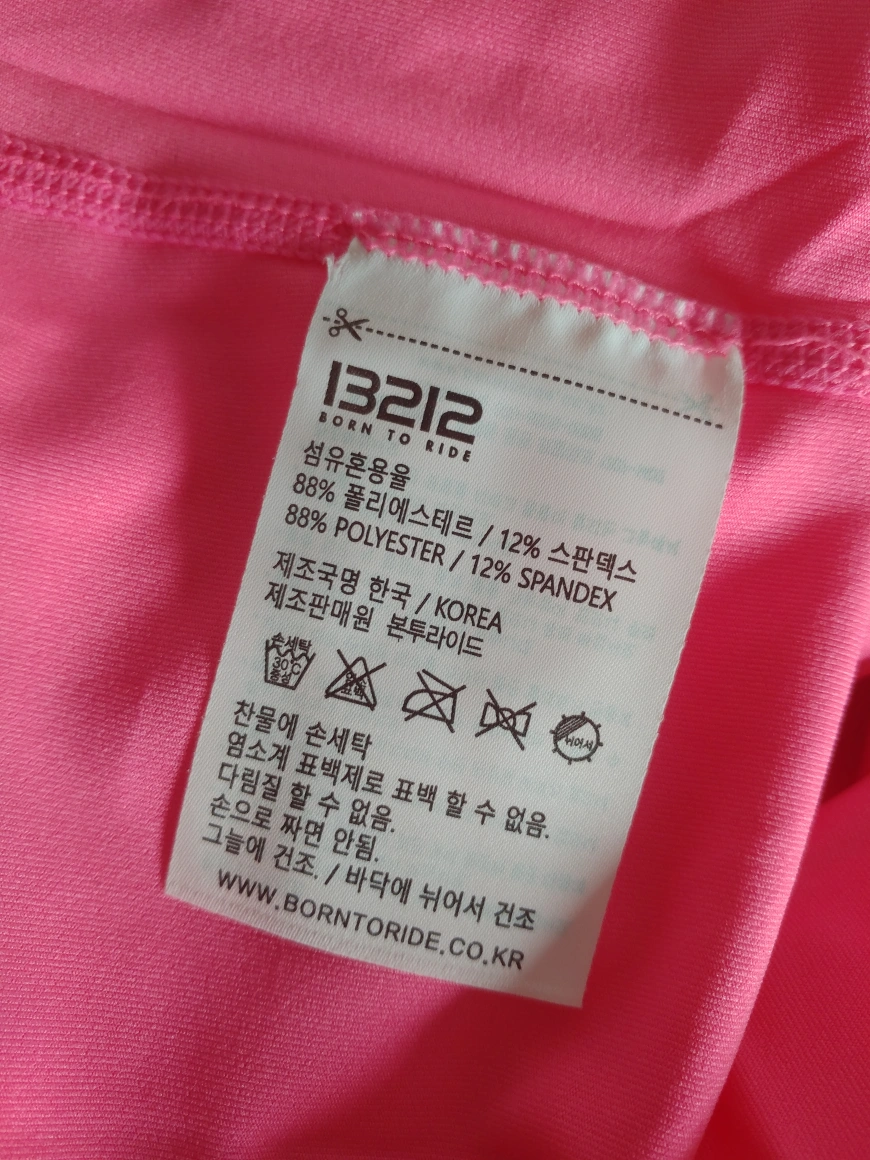 13212
BORN TO RIDE
섬유혼용율
88% 폴리에스테르 / 12% 스판덱스
88% POLYESTER / 12% SPANDEX
제조국명 한국 / KOREA
제조판매원 본투라이드
손세탁
30℃
중성
염소
표백
뉘어서
찬물에 손세탁
염소계 표백제로 표백 할 수 없음.
다림질 할 수 없음.
손으로 짜면 안됨.
그늘에 건조. / 바닥에 뉘어서 건조
WWW.BORNTORIDE.CO.KR